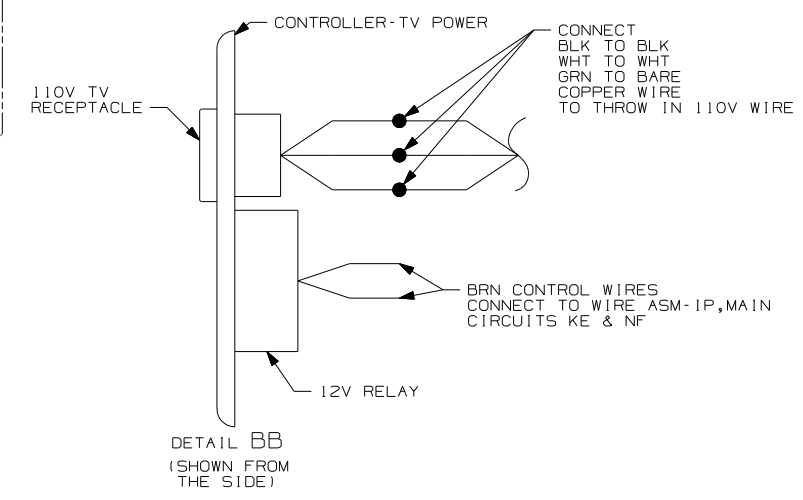 CONTROLLER-TV POWER
CONNECT
BLK TO BLK
WHT TO WHT
GRN TO BARE
COPPER WIRE
TO THROW IN 110V WIRE
110V TV
RECEPTACLE
BRN CONTROL WIRES
CONNECT TO WIRE ASM-IP,MAIN
CIRCUITS KE & NF
12V RELAY
DETAIL BB
(SHOWN FROM
THE SIDE)